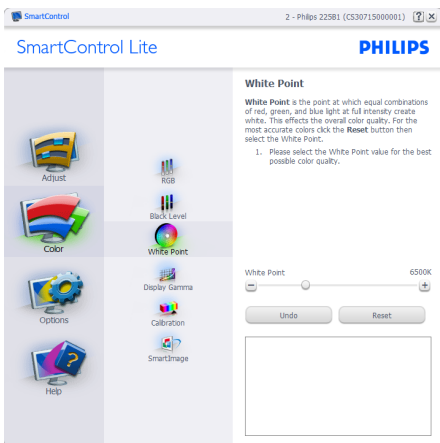 SmartControl
2 - Philips 225B1 (CS30715000001)
SmartControl Lite
PHILIPS
Adjust
Color
Options
Help
RGB
Black Level
White Point
Display Gamma
Calibration
SmartImage
White Point
White Point is the point at which equal combinations
of red, green, and blue light at full intensity create
white. This effects the overall color quality. For the
most accurate colors click the Reset button then
select the White Point.
1. Please select the White Point value for the best
possible color quality.
White Point 6500K
Undo Reset